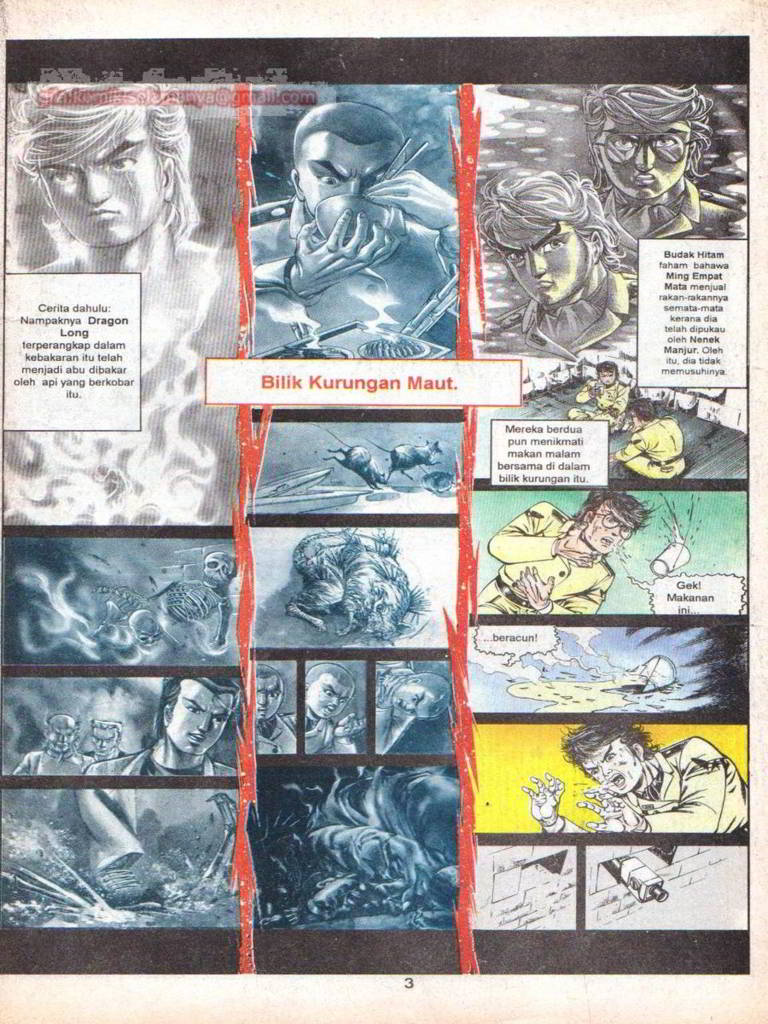 Cerita dahulu:
Nampaknya Dragon
Long
terperangkap dalam
kebakaran itu telah
menjadi abu dibakar
oleh api yang berkobar
itu.
Bilik Kurungan Maut.
Budak Hitam
faham bahawa
Ming Empat
Mata menjual
rakan-rakannya
semata-mata
kerana dia
telah dipukau
oleh Nenek
Manjur. Oleh
itu, dia tidak
memusuhinya.
Mereka berdua
pun menikmati
makan malam
bersama di dalam
bilik kurungan itu.
Gek!
Makanan
ini...
...beracun!
3